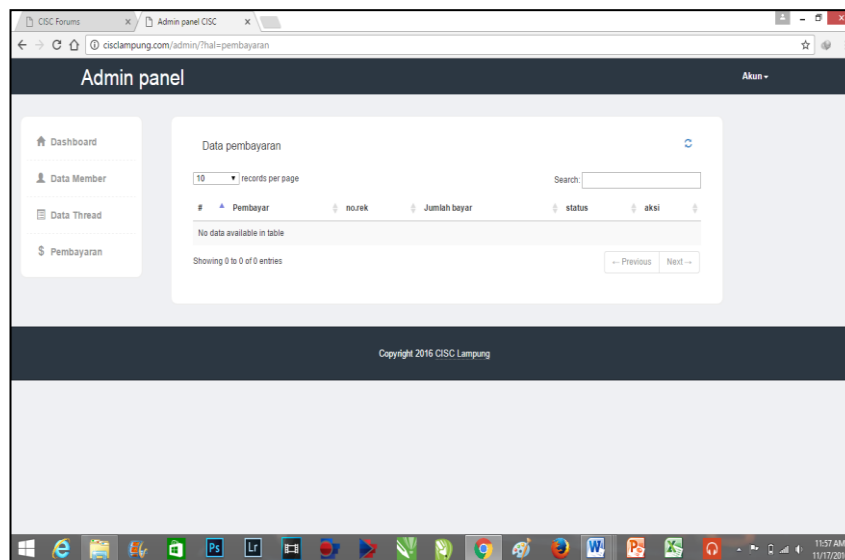 CISC Forums
Admin panel CISC
cisclampung.com/admin/?hal=pembayaran
Admin panel
Akun
Dashboard
Data Member
Data Thread
$ Pembayaran
Data pembayaran
10 records per page
Search:
# Pembayar no.rek Jumlah bayar status aksi
No data available in table
Showing 0 to 0 of 0 entries
← Previous Next →
Copyright 2016 CISC Lampung
Ps
Lr
11:57 AM